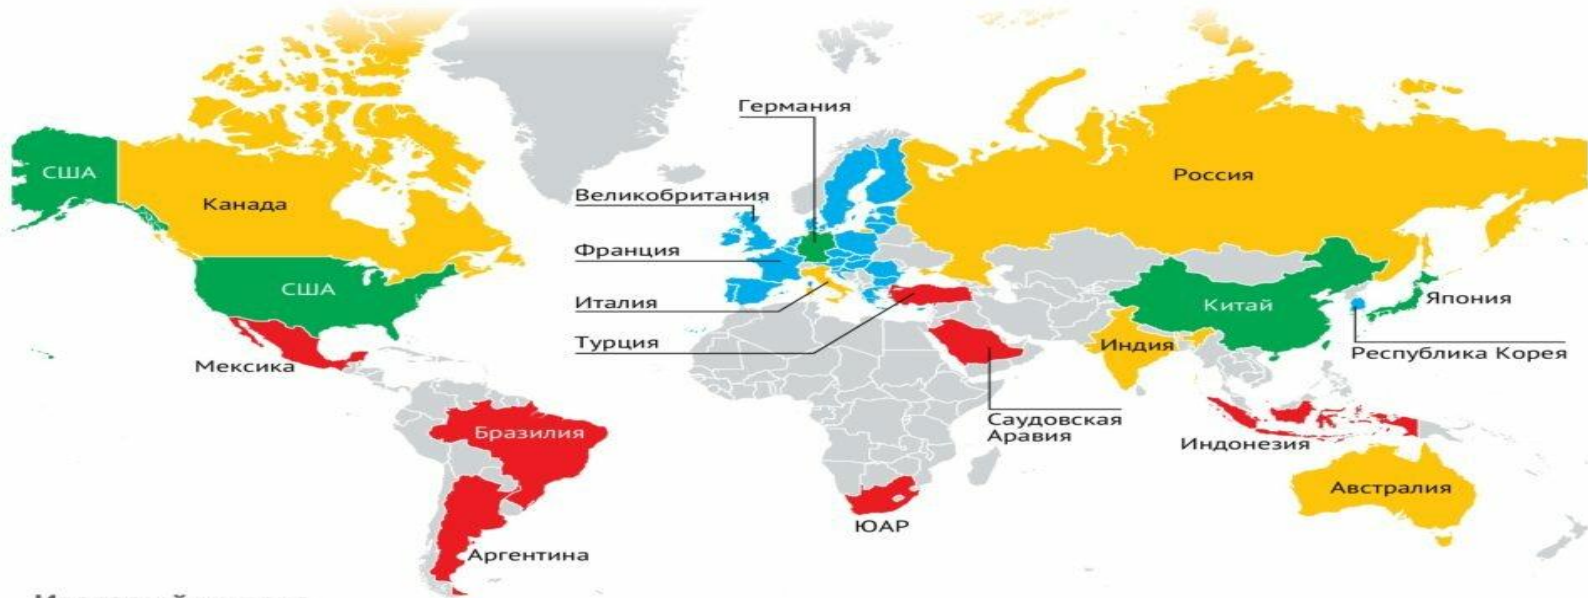 Германия
США
Россия
Великобритания
Канада
Франция
США
Италия
Китай
Япония
Турция
Индия
Республика Корея
Мексика
Саудовская
Аравия
Бразилия
Индонезия
Австралия
ЮАР
Аргентина